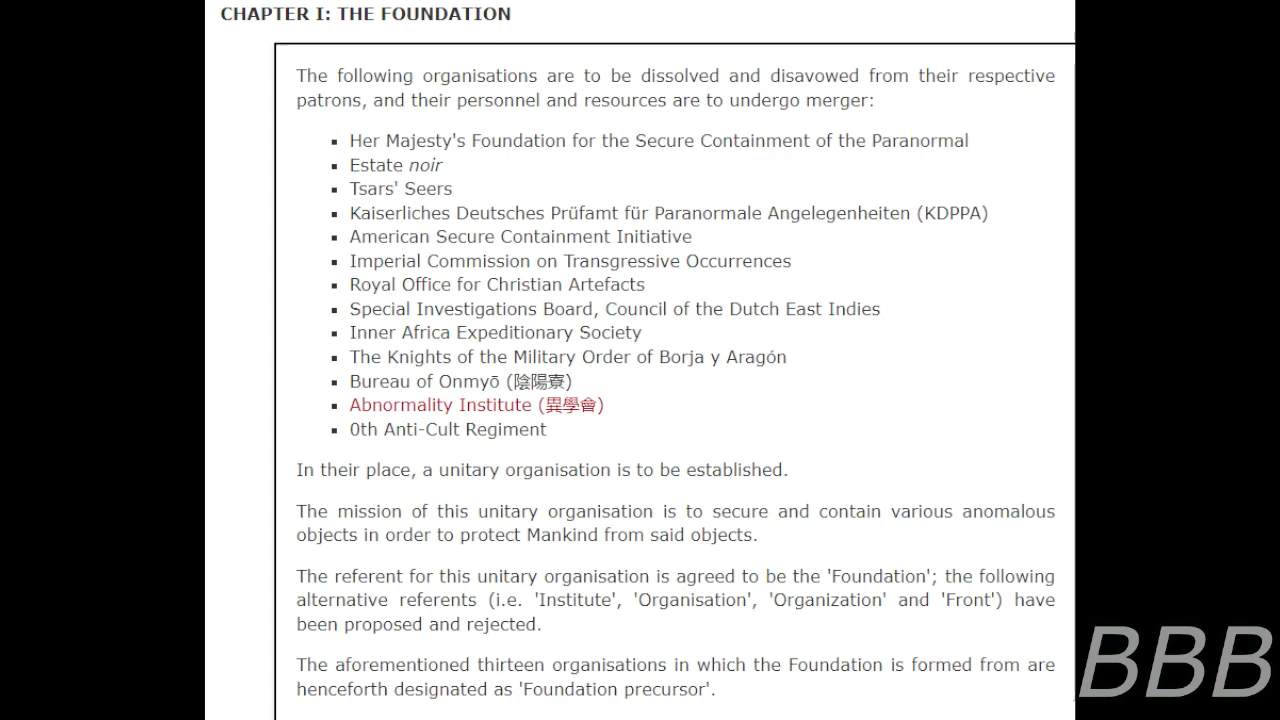 CHAPTER I: THE FOUNDATION
The following organisations are to be dissolved and disavowed from their respective
patrons, and their personnel and resources are to undergo merger:
Her Majesty's Foundation for the Secure Containment of the Paranormal
Estate noir
Tsars' Seers
Kaiserliches Deutsches Prüfamt für Paranormale Angelegenheiten (KDPPA)
American Secure Containment Initiative
Imperial Commission on Transgressive Occurrences
Royal Office for Christian Artefacts
Special Investigations Board, Council of the Dutch East Indies
Inner Africa Expeditionary Society
The Knights of the Military Order of Borja y Aragón
Bureau of Onmyō (陰陽寮)
Abnormality Institute (異學會)
0th Anti-Cult Regiment
In their place, a unitary organisation is to be established.
The mission of this unitary organisation is to secure and contain various anomalous
objects in order to protect Mankind from said objects.
The referent for this unitary organisation is agreed to be the 'Foundation'; the following
alternative referents (i.e. 'Institute', 'Organisation', 'Organization' and 'Front') have
been proposed and rejected.
The aforementioned thirteen organisations in which the Foundation is formed from are
henceforth designated as 'Foundation precursor'.
BBB